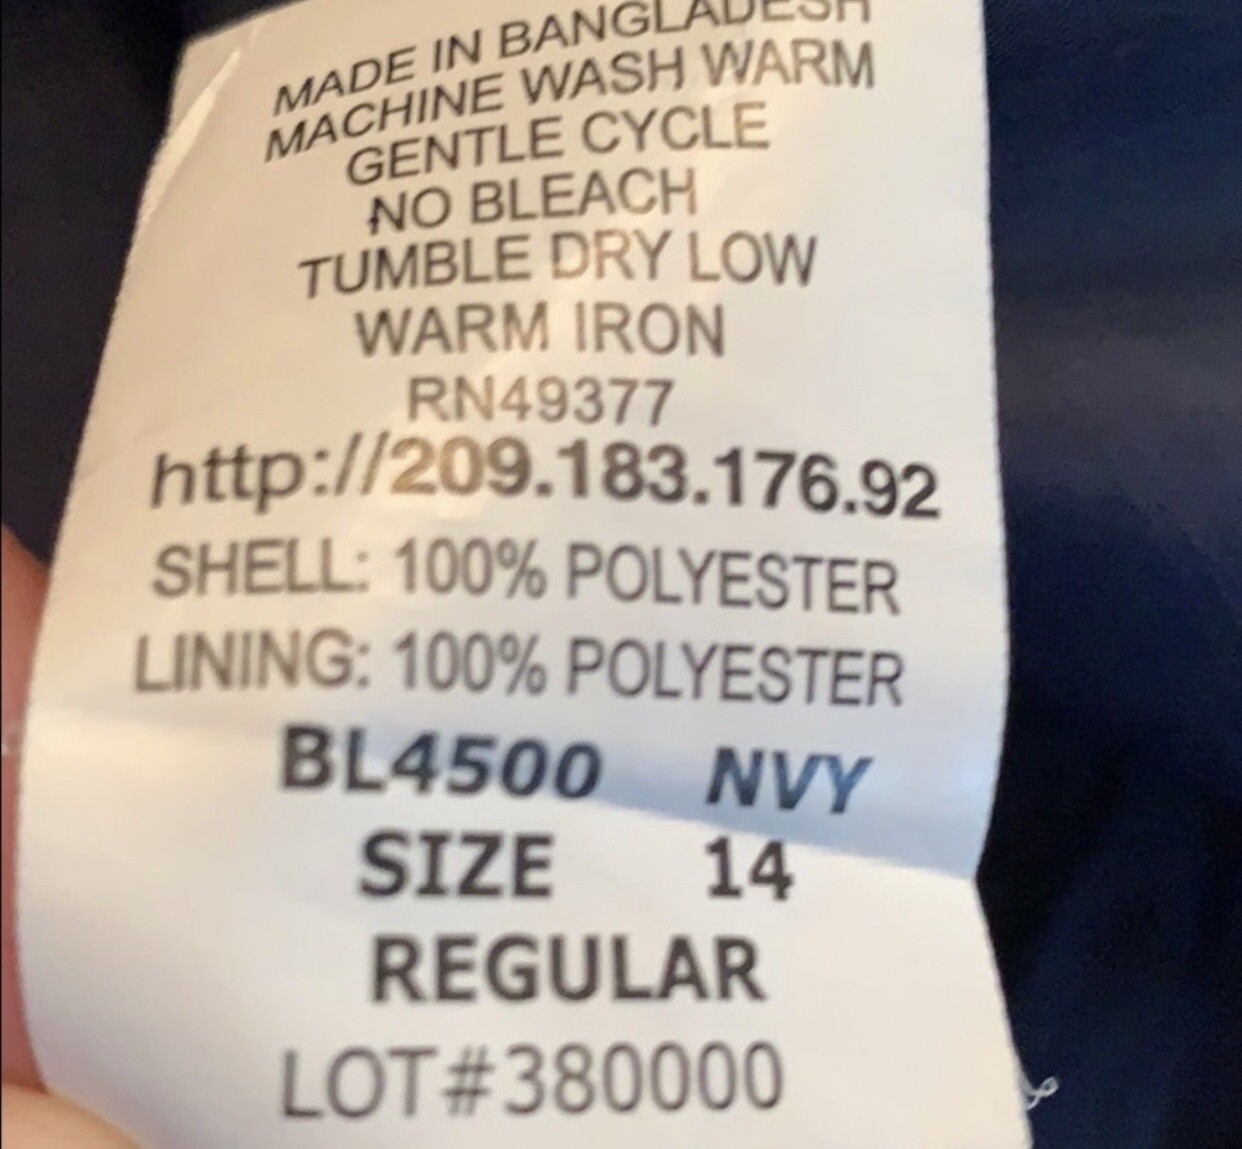 MADE IN BANGLADESH
MACHINE WASH WARM
GENTLE CYCLE
NO BLEACH
TUMBLE DRY LOW
WARM IRON
RN49377
http://209.183.176.92
SHELL: 100% POLYESTER
LINING: 100% POLYESTER
BL4500 NVY
SIZE 14
REGULAR
LOT#380000